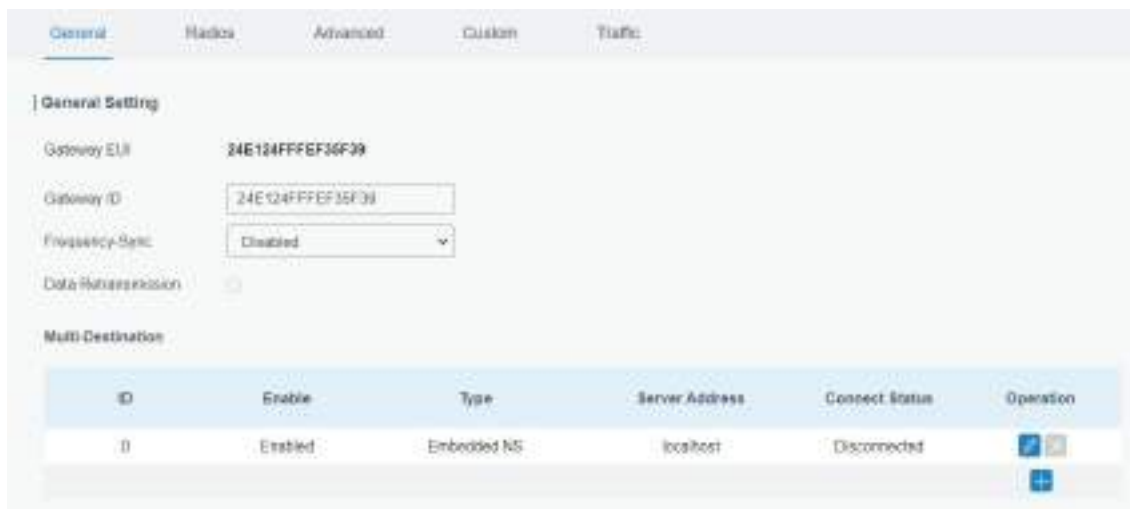 General Radios Advanced Custom Traffic
General Setting
Gateway EUI 24E124FFFEF35F39
Gateway ID 24E124FFFEF35F39
Frequency-Sync Disabled
Data Retransmission
Multi-Destination
ID Enable Type Server Address Connect Status Operation
0 Enabled Embedded NS localhost Disconnected